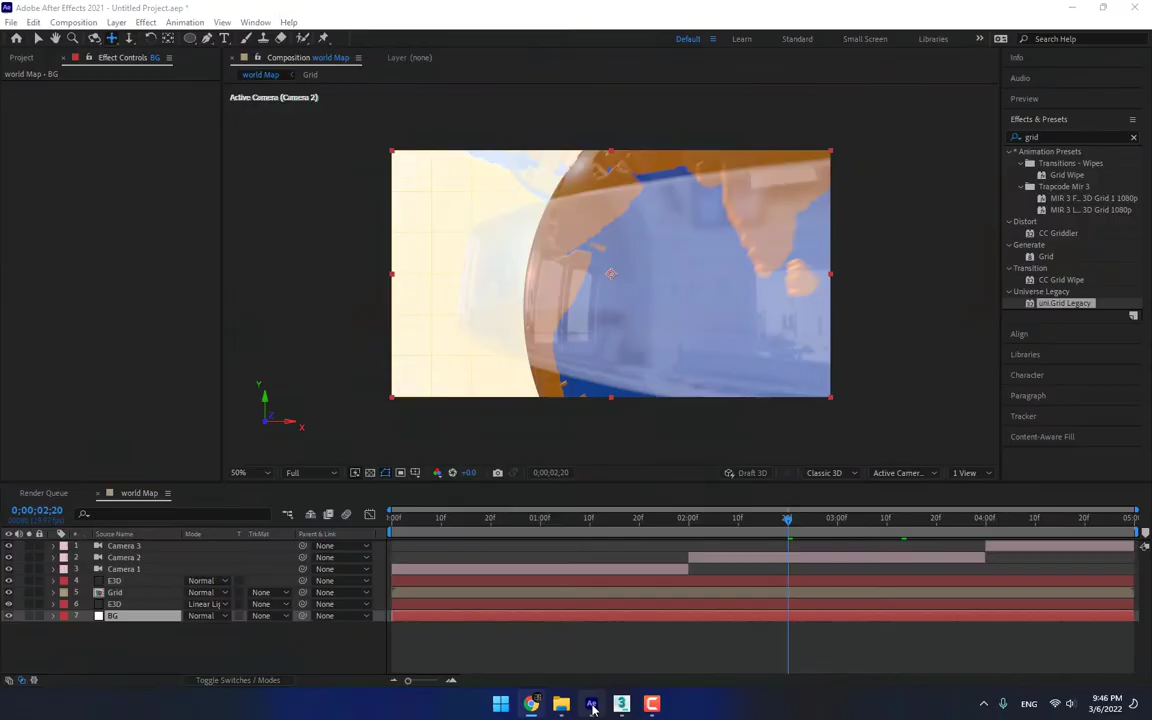 Adobe After Effects 2021 - Untitled Project.aep *
File Edit Composition Layer Effect Animation View Window Help
Default Learn Standard Small Screen Libraries Search Help
Project Effect Controls BG Composition world Map Layer (none) Info
world Map • BG world Map Grid Audio
Active Camera (Camera 2) Preview
Effects & Presets
grid
* Animation Presets
Transitions - Wipes
Grid Wipe
Trapcode Mir 3
MIR 3 F... 3D Grid 1 1080p
MIR 3 L... 3D Grid 1080p
Distort
CC Griddler
Generate
Grid
Transition
CC Grid Wipe
Universe Legacy
uni.Grid Legacy
Align
Libraries
Character
Paragraph
Tracker
Content-Aware Fill
Y
Z
X
50% Full +0.0 0;00;02;20 Draft 3D Classic 3D Active Camer... 1 View
Render Queue world Map
0;00;02;20
00080 (29.97 fps)
:00f 10f 20f 01:00f 10f 20f 02:00f 10f 20f 03:00f 10f 20f 04:00f 10f 20f 05:0
# Source Name Mode T TrkMat Parent & Link
1 Camera 3 None
2 Camera 2 None
3 Camera 1 None
4 E3D Normal None
5 Grid Normal None None
6 E3D Linear Lig None None
7 BG Normal None None
Toggle Switches / Modes
Ae 3 ENG 9:46 PM
3/6/2022